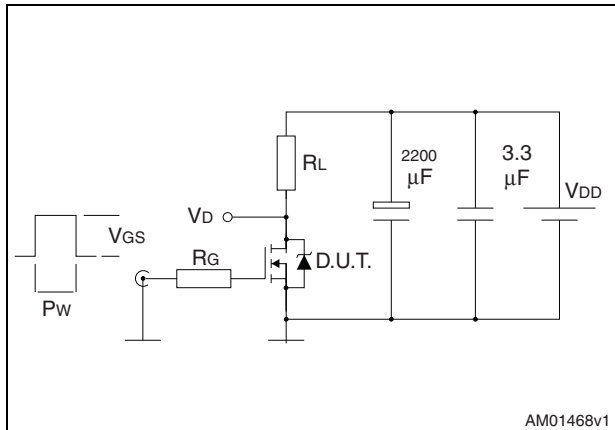 2200
μF
3.3
μF
RL
VDD
VD
VGS
RG
D.U.T.
PW
AM01468v1